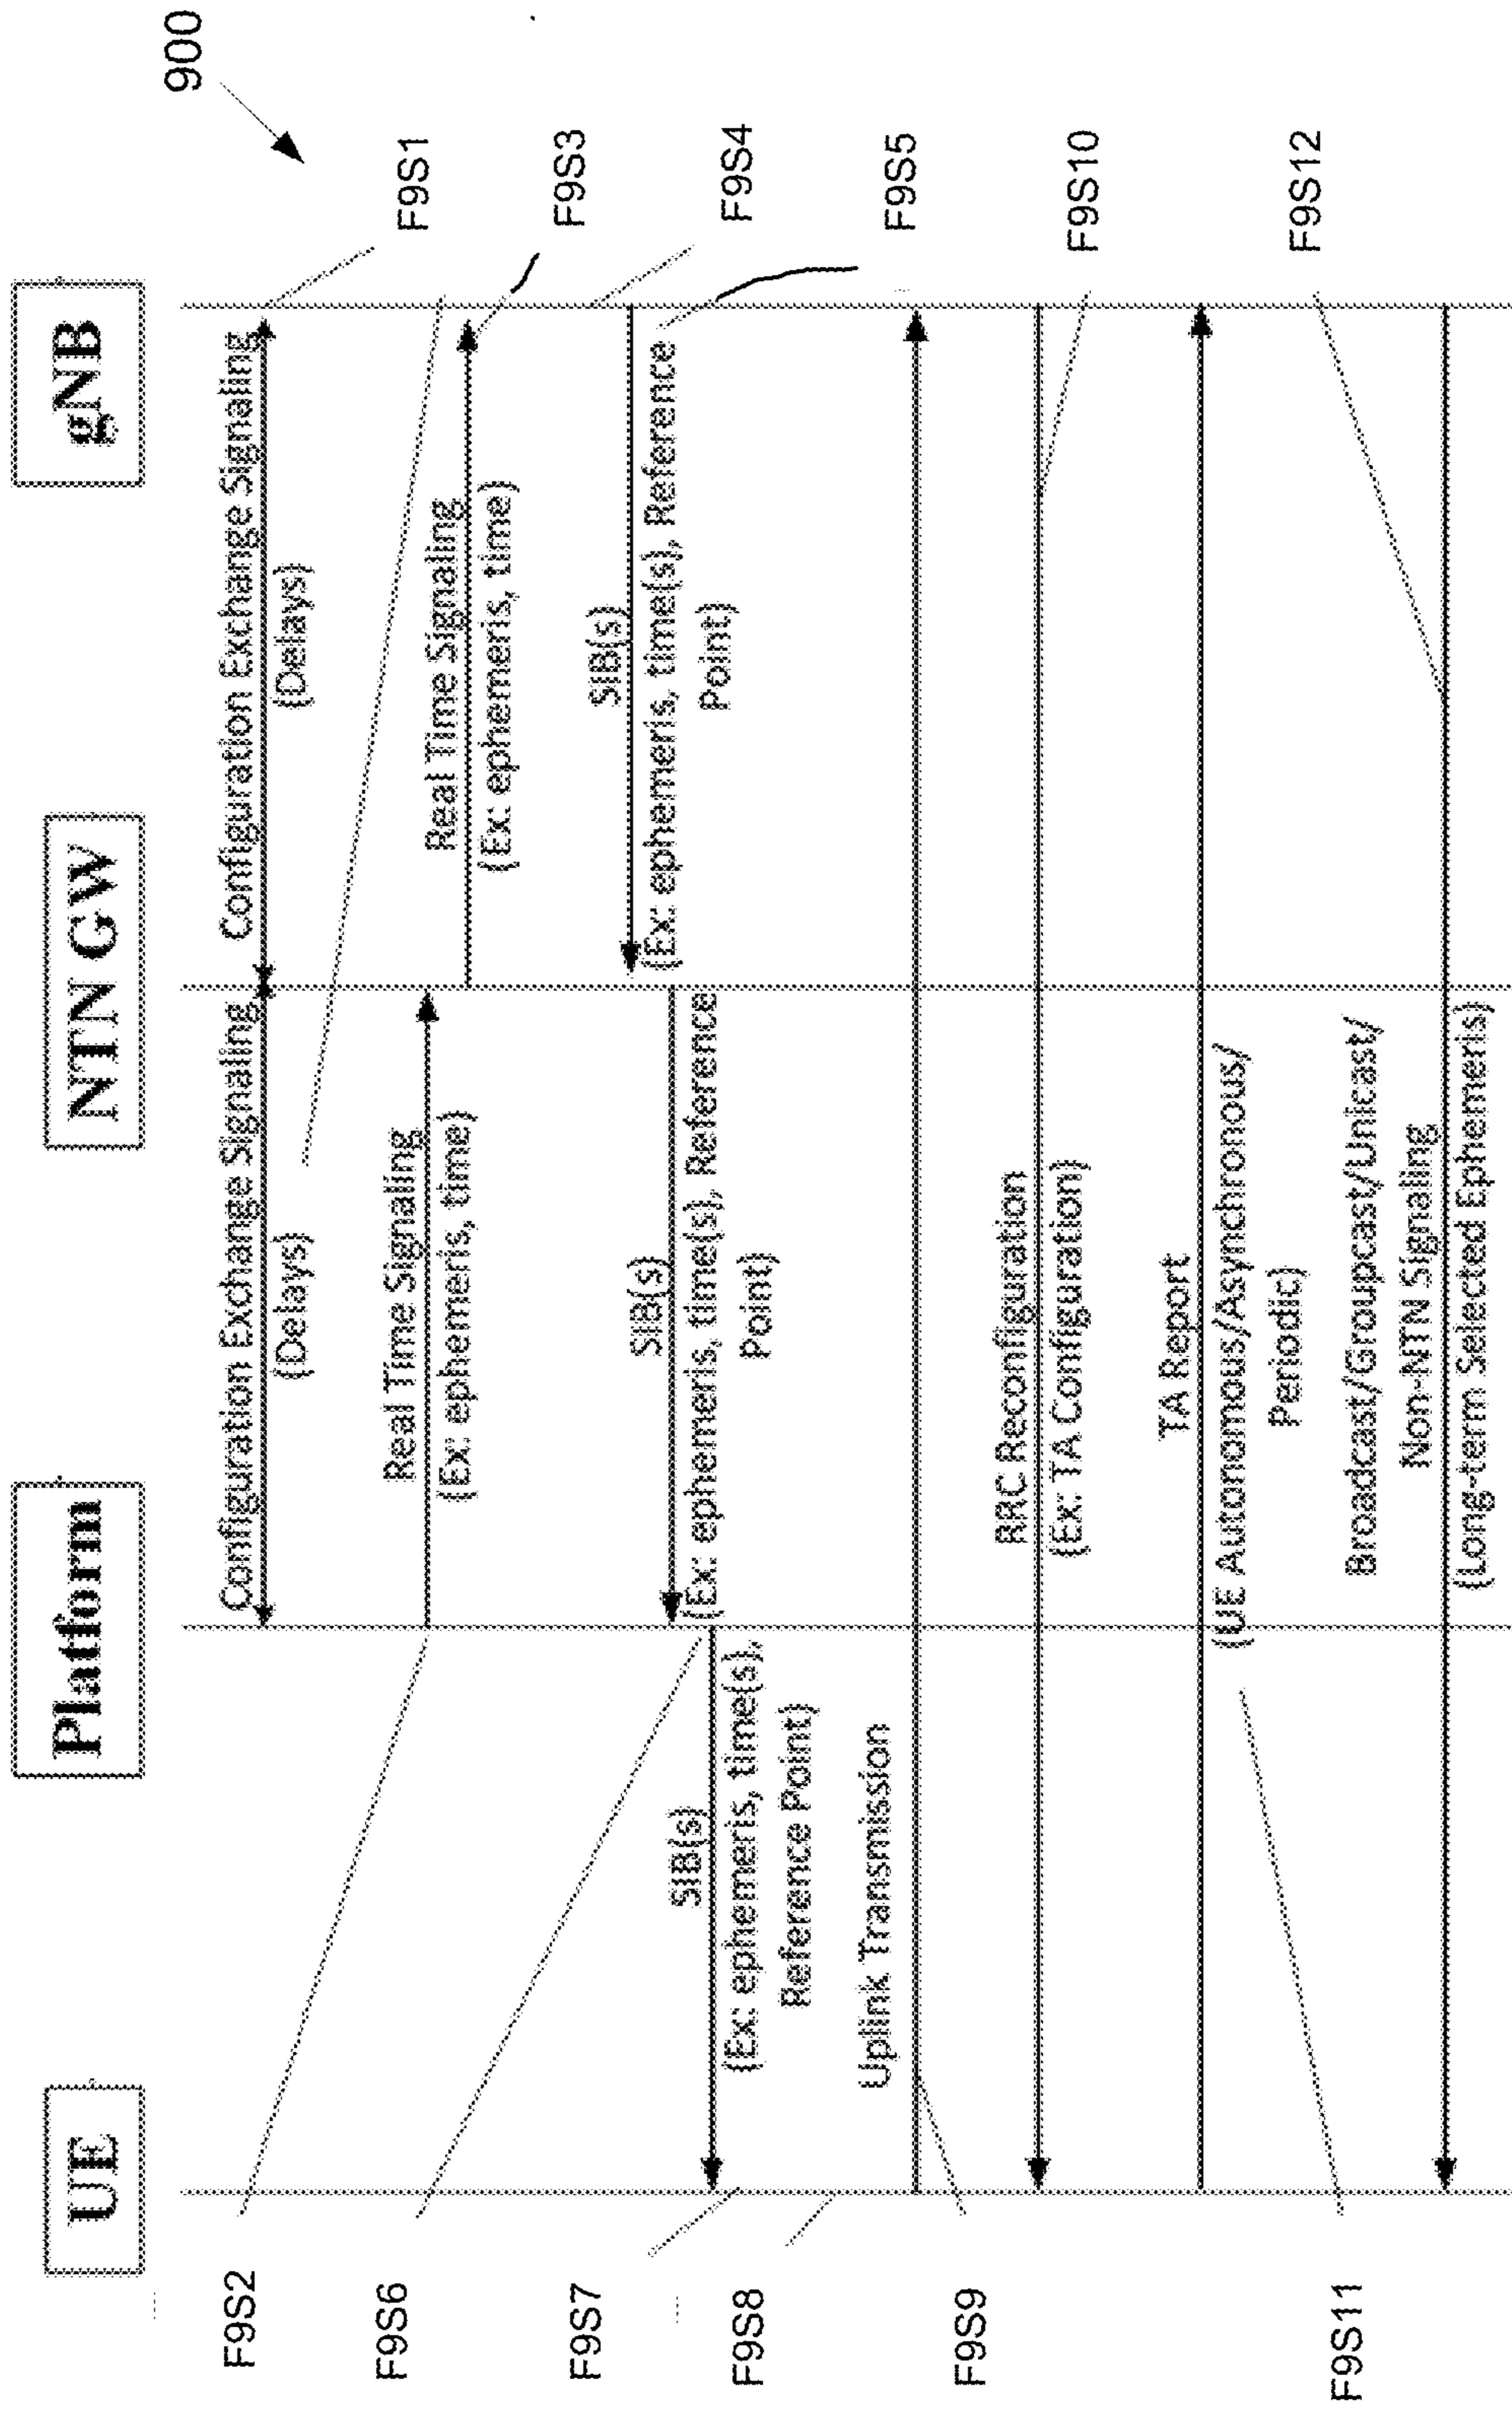 900
UE
Platform
NTN GW
gNB
Configuration Exchange Signaling
(Delays)
Configuration Exchange Signaling
(Delays)
F9S1
F9S2
Real Time Signaling
(Ex: ephemeris, time)
Real Time Signaling
(Ex: ephemeris, time)
F9S3
F9S6
SIB(s)
(Ex: ephemeris, time(s), Reference
Point)
F9S4
F9S7
SIB(s)
(Ex: ephemeris, time(s), Reference
Point)
SIB(s)
(Ex: ephemeris, time(s),
Reference Point)
F9S8
F9S5
Uplink Transmission
F9S9
RRC Reconfiguration
(Ex: TA Configuration)
F9S10
TA Report
(UE Autonomous/Asynchronous/
Periodic)
F9S11
F9S12
Broadcast/Groupcast/Unicast/
Non-NTN Signaling
(Long-term Selected Ephemeris)